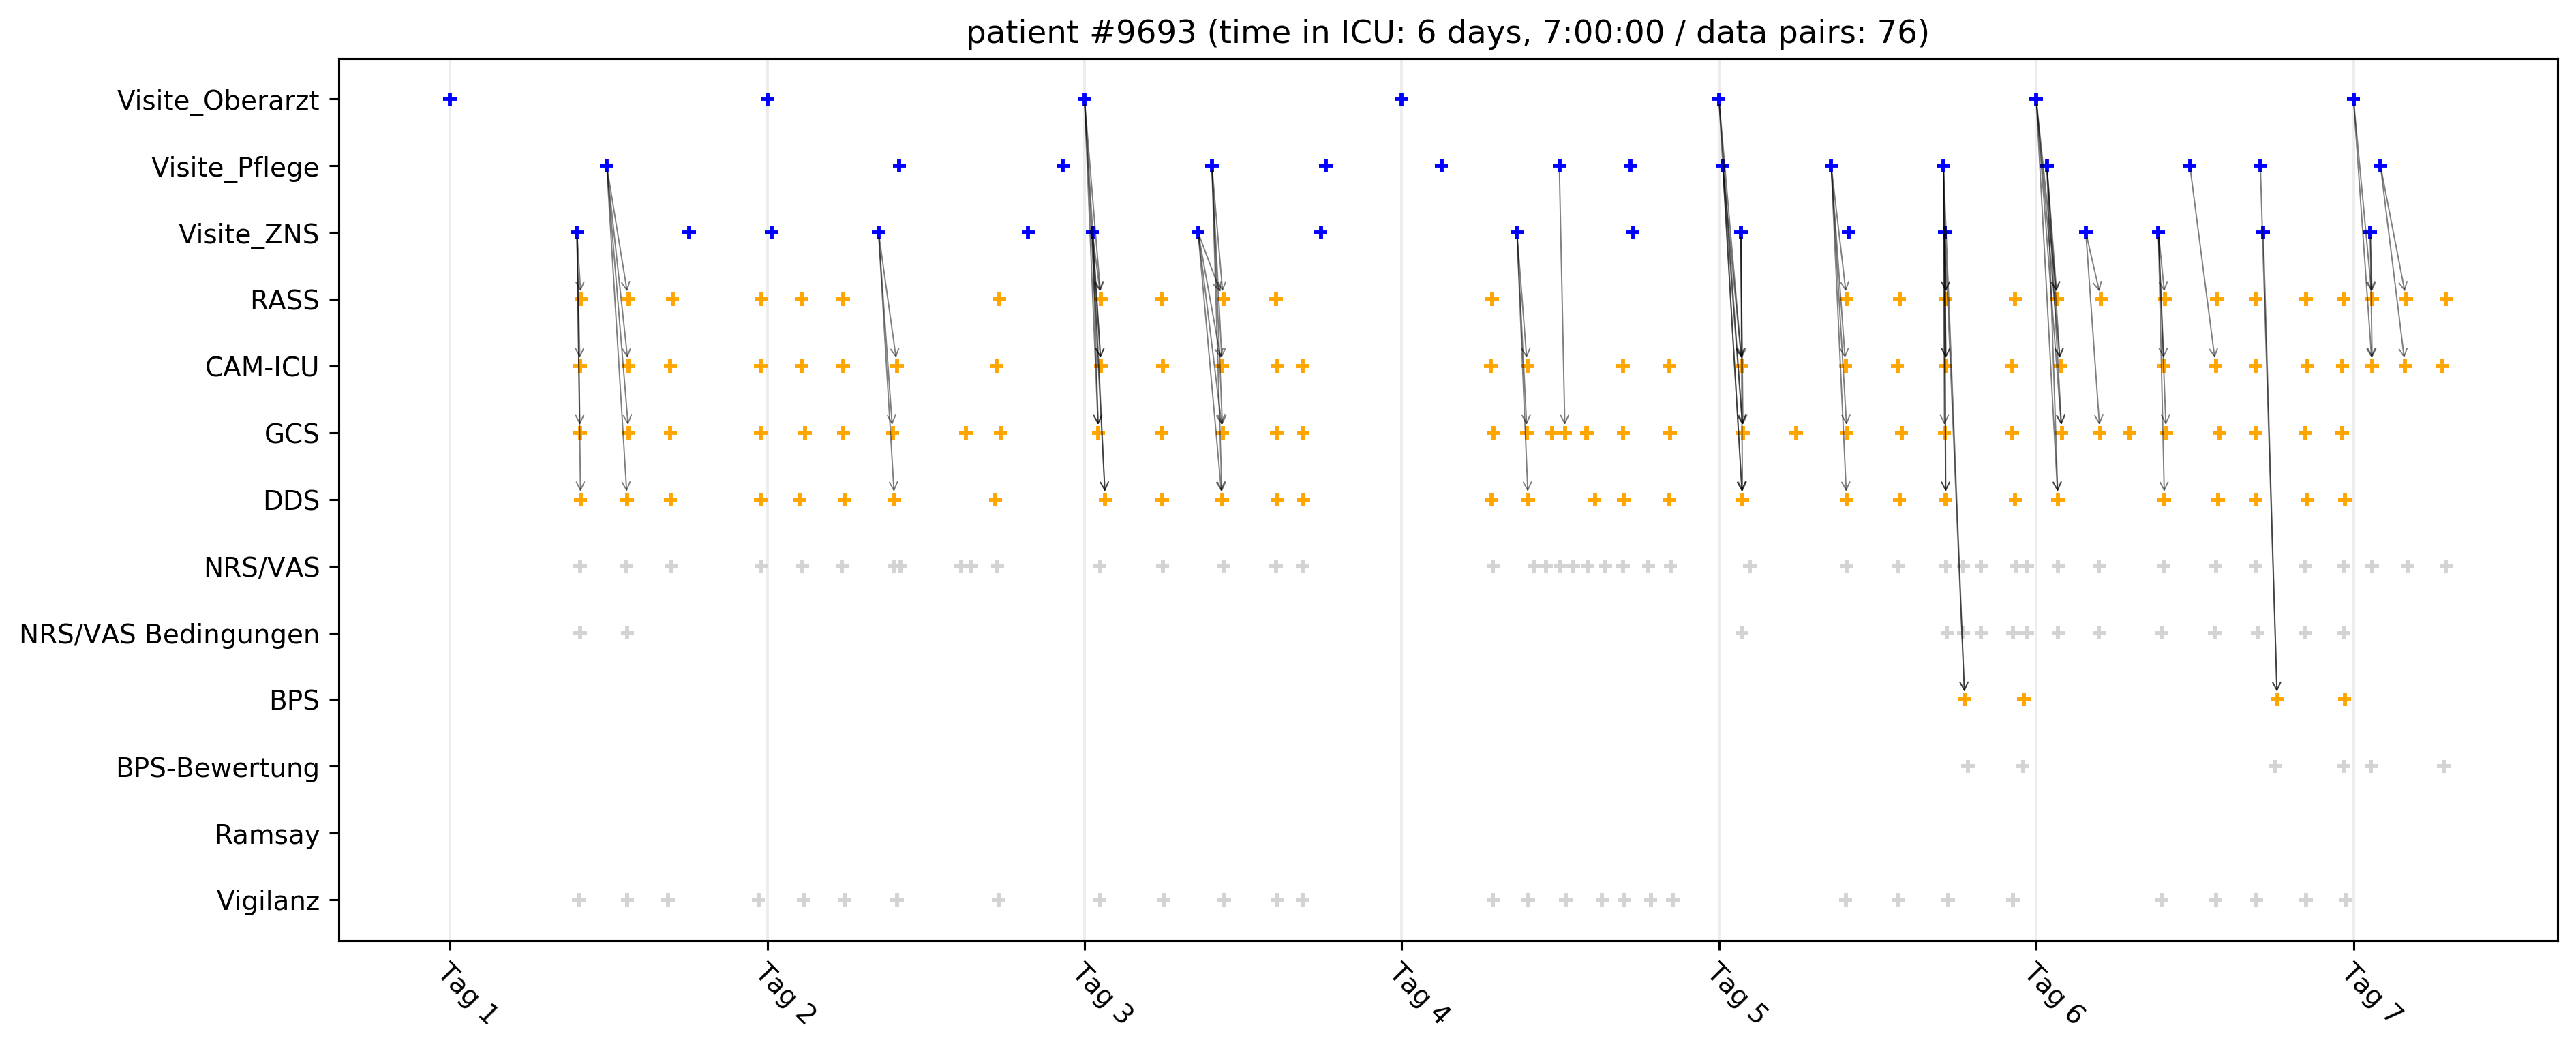 patient #9693 (time in ICU: 6 days, 7:00:00 / data pairs: 76)
Visite_Oberarzt
Visite_Pflege
Visite_ZNS
RASS
CAM-ICU
GCS
DDS
NRS/VAS
NRS/VAS Bedingungen
BPS
BPS-Bewertung
Ramsay
Vigilanz
Tag 1
Tag 2
Tag 3
Tag 4
Tag 5
Tag 6
Tag 7